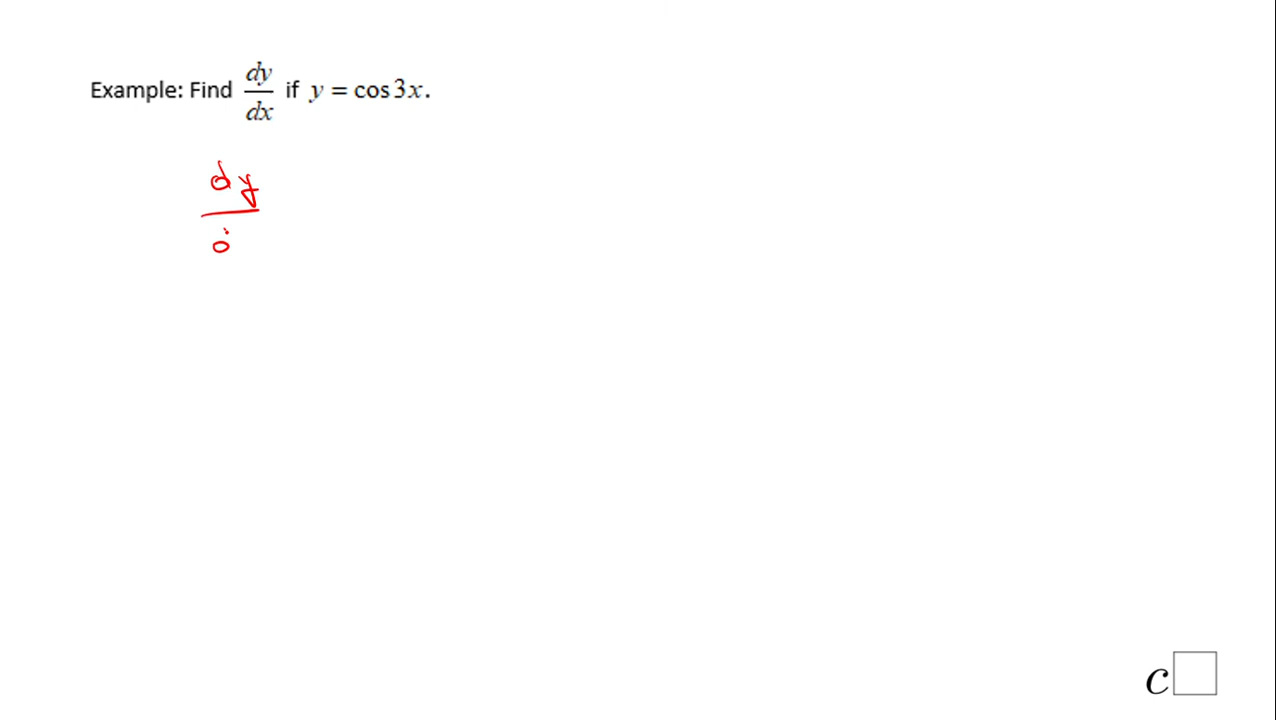 Example: Find dy/dx if y = cos 3x.
dy
c